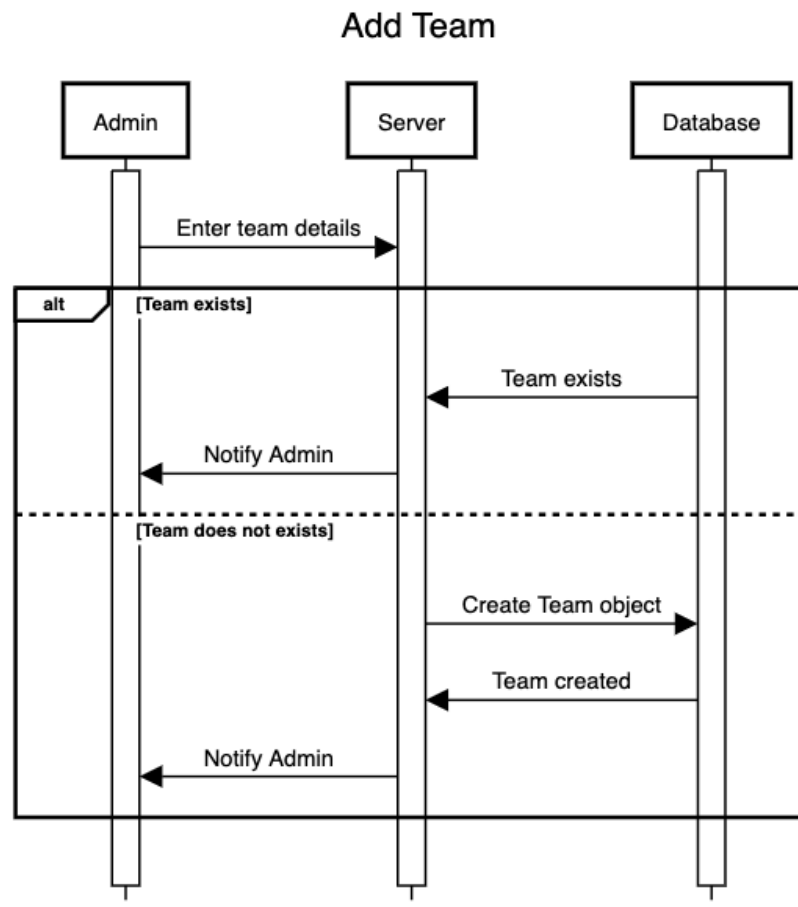 Add Team
Admin
Server
Database
Enter team details
alt
[Team exists]
Team exists
Notify Admin
[Team does not exists]
Create Team object
Team created
Notify Admin